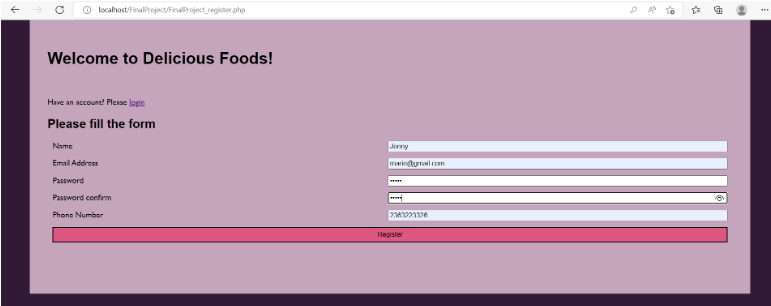 localhost/FinalProject/FinalProject_register.php
Welcome to Delicious Foods!
Have an account? Please login
Please fill the form
Name Jonny
Email Address marie@gmail.com
Password •••••
Password confirm •••••
Phone Number 2363223326
Register